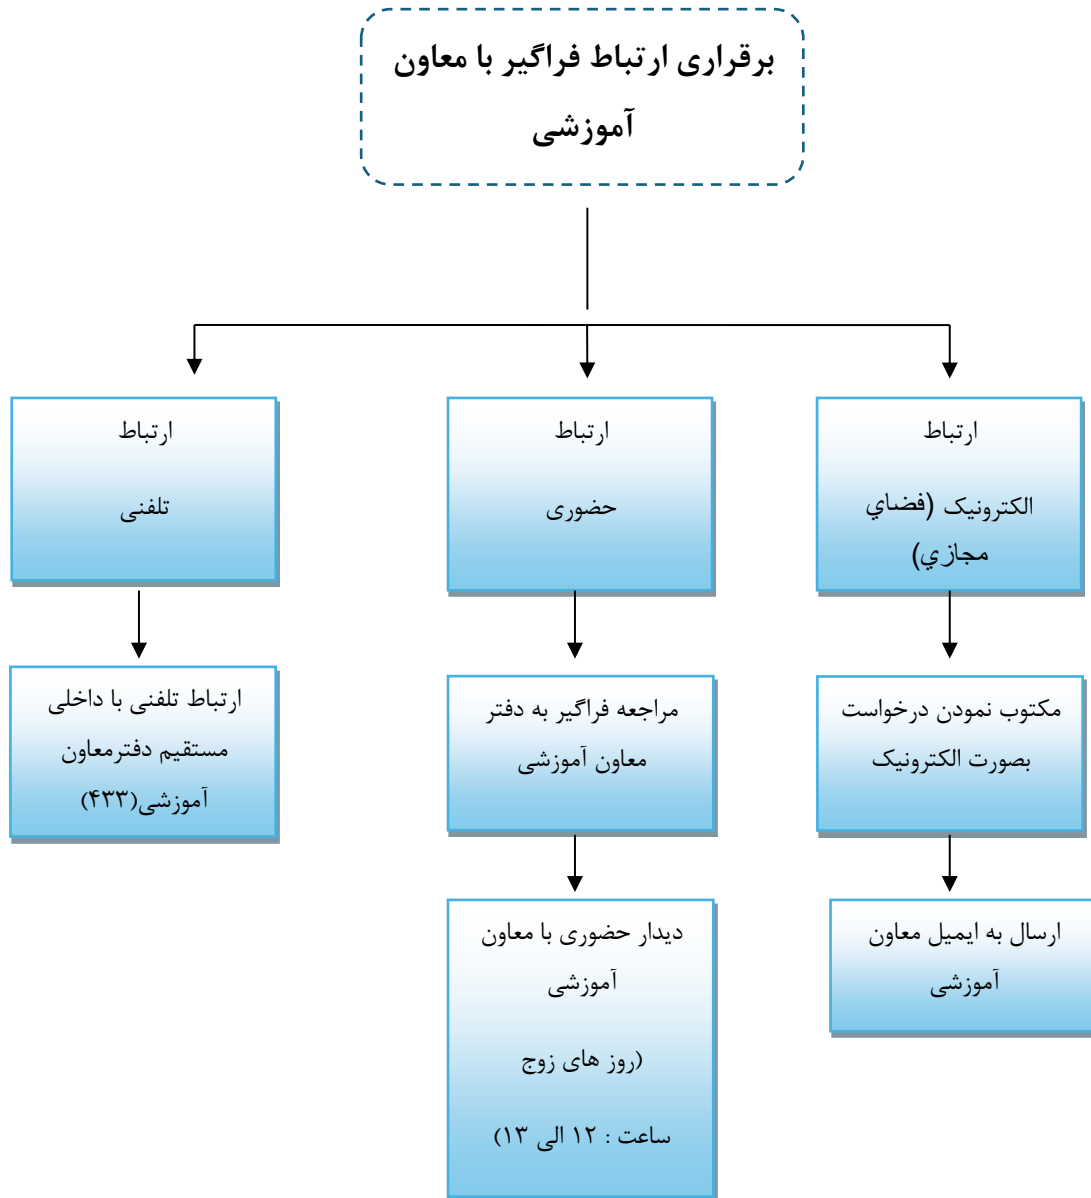 برقراری ارتباط فراگیر با معاون
آموزشی
ارتباط
الکترونیک (فضاي
مجازي)
ارتباط
حضوری
ارتباط
تلفنی
مکتوب نمودن درخواست
بصورت الکترونیک
مراجعه فراگیر به دفتر
معاون آموزشی
ارتباط تلفنی با داخلی
مستقیم دفترمعاون
آموزشی(۴۳۳)
ارسال به ایمیل معاون
آموزشی
دیدار حضوری با معاون
آموزشی
(روز های زوج
ساعت : ۱۲ الی ۱۳)